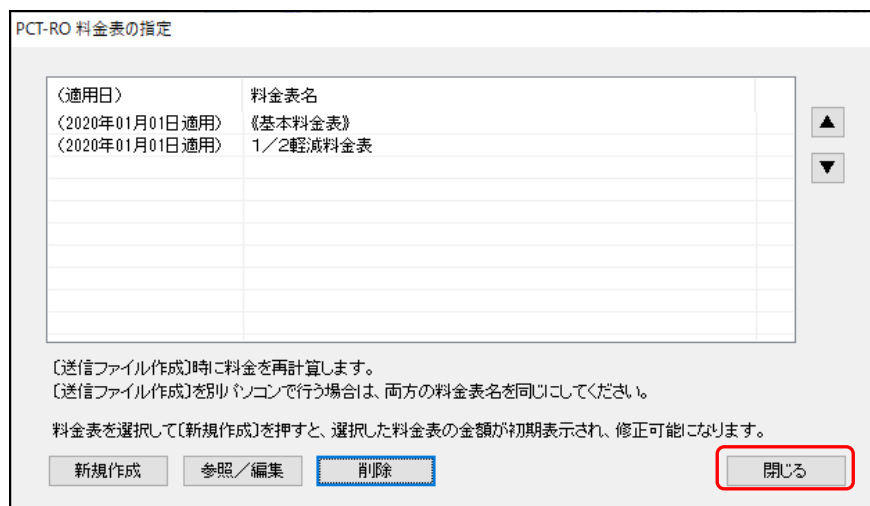 PCT-RO 料金表の指定
（適用日） 料金表名
（2020年01月01日適用） 《基本料金表》
（2020年01月01日適用） 1／2軽減料金表
▲
▼
〔送信ファイル作成〕時に料金を再計算します。
〔送信ファイル作成〕を別パソコンで行う場合は、両方の料金表名を同じにしてください。
料金表を選択して〔新規作成〕を押すと、選択した料金表の金額が初期表示され、修正可能になります。
新規作成 参照／編集 削除 閉じる